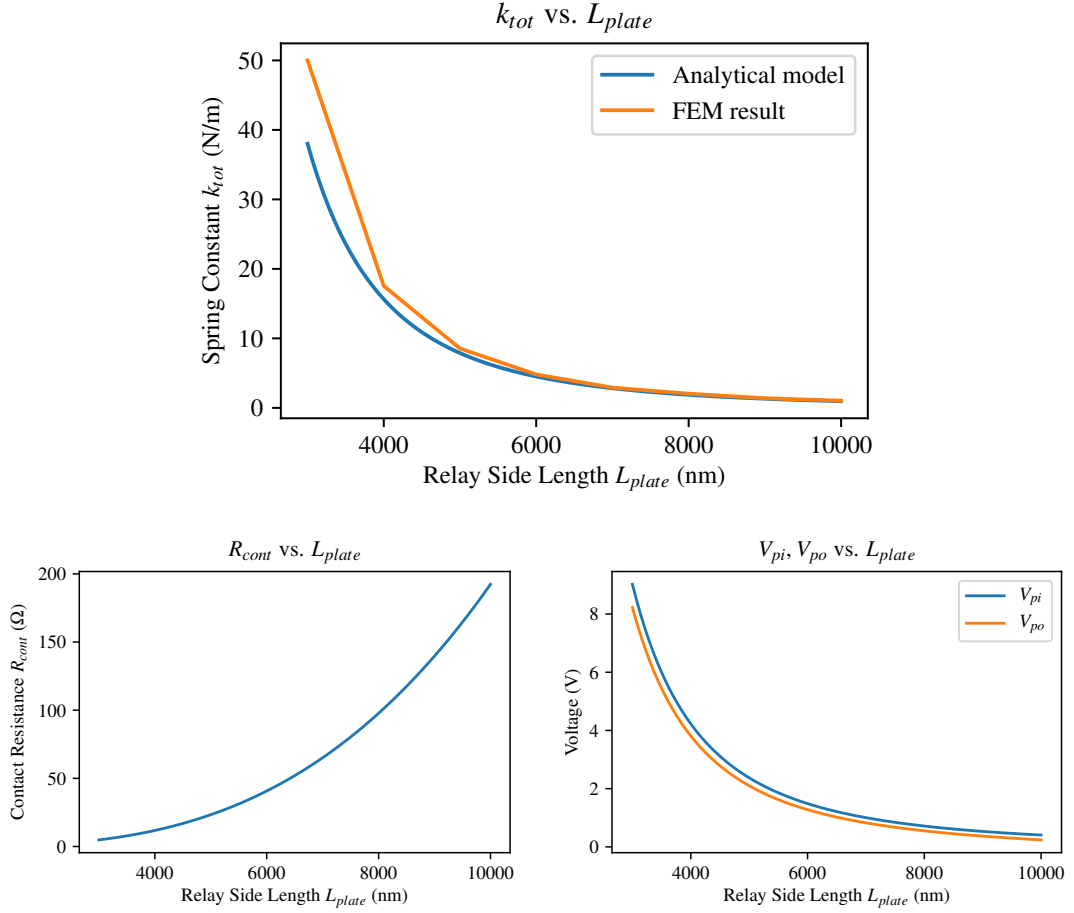 k_tot vs. L_plate
Spring Constant k_tot (N/m)
50
40
30
20
10
0
Analytical model
FEM result
4000 6000 8000 10000
Relay Side Length L_plate (nm)
R_cont vs. L_plate
Contact Resistance R_cont (Ω)
200
150
100
50
0
4000 6000 8000 10000
Relay Side Length L_plate (nm)
V_pi, V_po vs. L_plate
Voltage (V)
8
6
4
2
0
V_pi
V_po
4000 6000 8000 10000
Relay Side Length L_plate (nm)